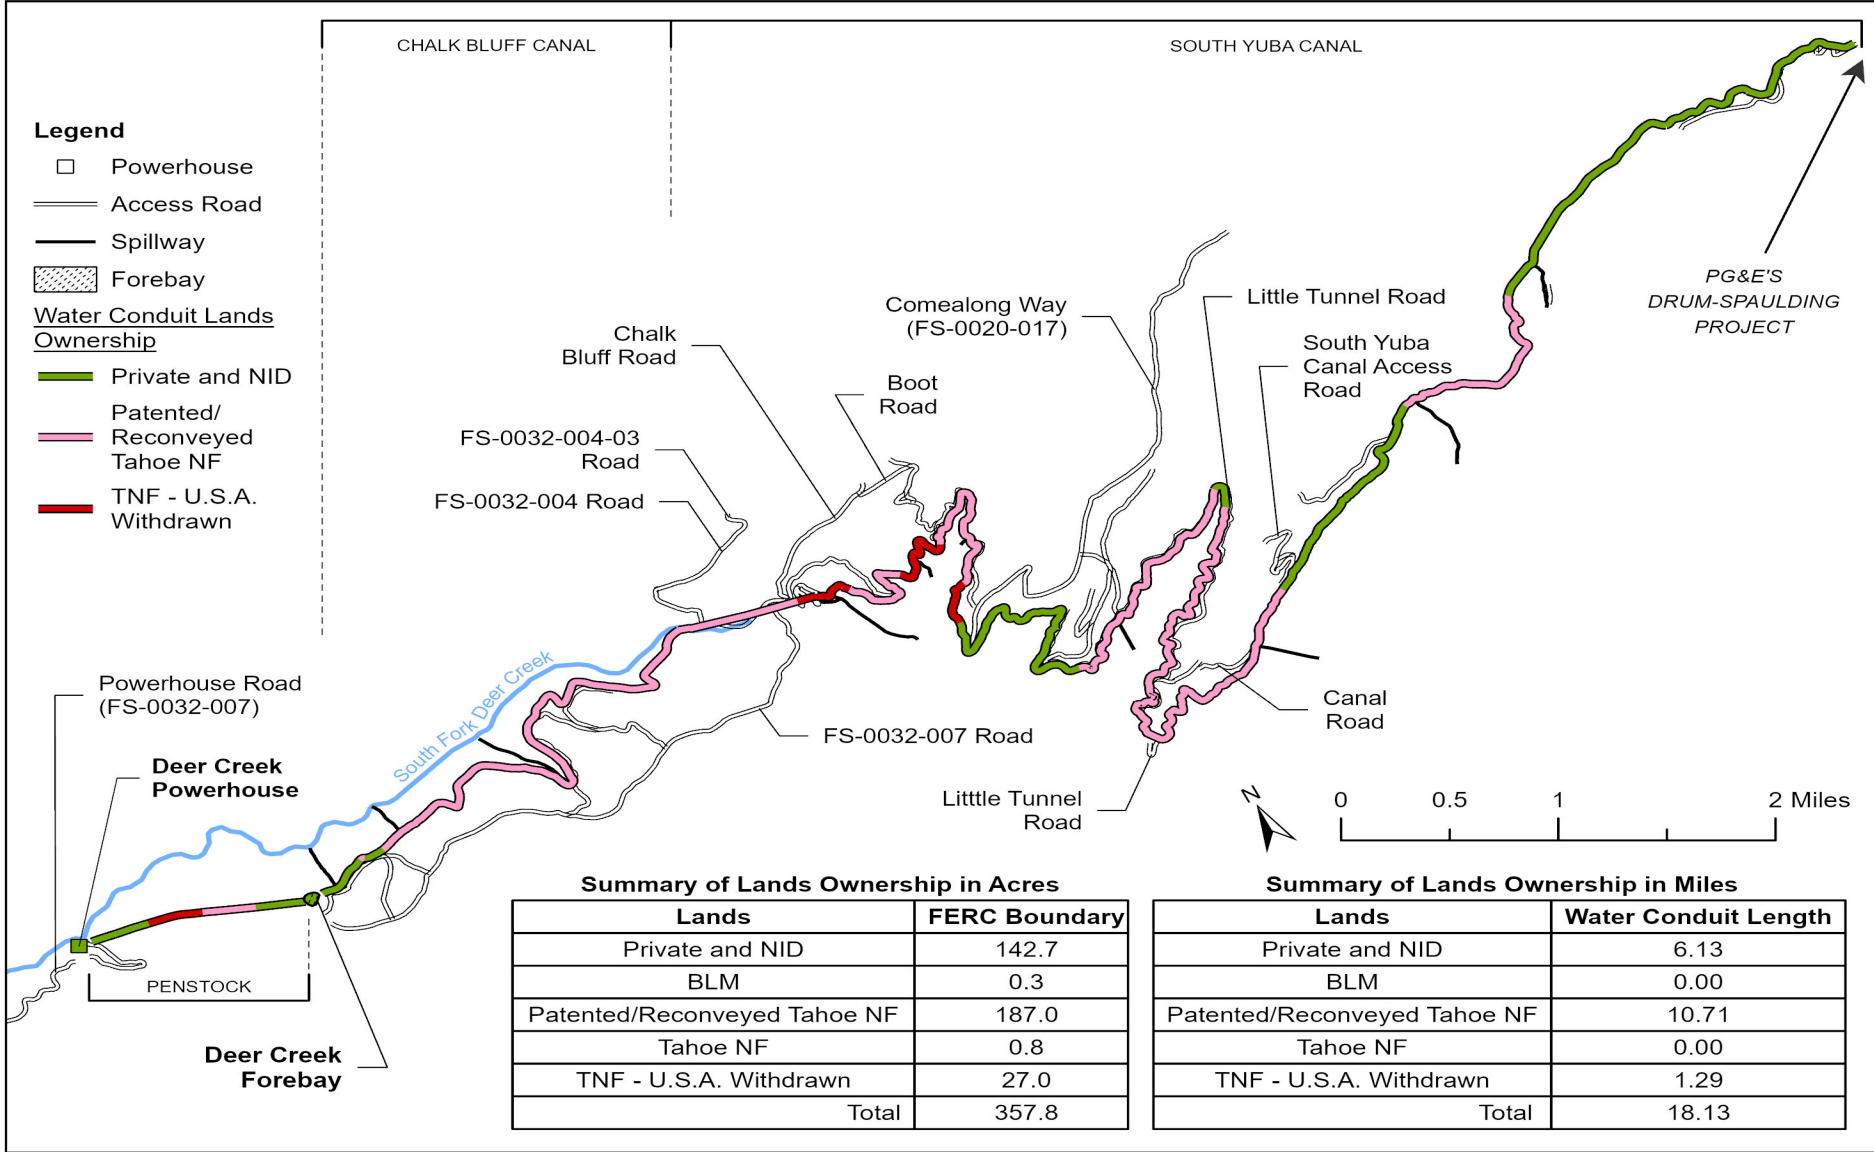 CHALK BLUFF CANAL
SOUTH YUBA CANAL
Legend
Powerhouse
Access Road
Spillway
Forebay
Water Conduit Lands
Ownership
Private and NID
Patented/
Reconveyed
Tahoe NF
TNF - U.S.A.
Withdrawn
PG&E'S
DRUM-SPAULDING
PROJECT
Little Tunnel Road
Comealong Way
(FS-0020-017)
South Yuba
Canal Access
Road
Chalk
Bluff Road
Boot
Road
FS-0032-004-03
Road
FS-0032-004 Road
South Fork Deer Creek
Powerhouse Road
(FS-0032-007)
FS-0032-007 Road
Canal
Road
Deer Creek
Powerhouse
Litttle Tunnel
Road
N
0 0.5 1 2 Miles
PENSTOCK
Deer Creek
Forebay
Summary of Lands Ownership in Acres
Lands FERC Boundary
Private and NID 142.7
BLM 0.3
Patented/Reconveyed Tahoe NF 187.0
Tahoe NF 0.8
TNF - U.S.A. Withdrawn 27.0
Total 357.8
Summary of Lands Ownership in Miles
Lands Water Conduit Length
Private and NID 6.13
BLM 0.00
Patented/Reconveyed Tahoe NF 10.71
Tahoe NF 0.00
TNF - U.S.A. Withdrawn 1.29
Total 18.13